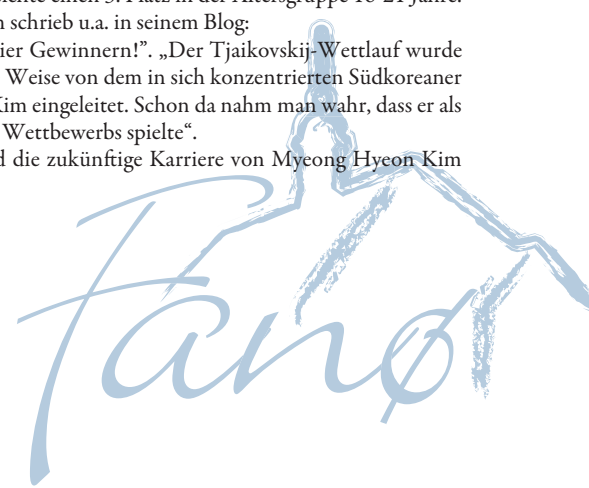 n schrieb u.a. in seinem Blog:
ier Gewinnern!”. „Der Tjaikovskij-Wettlauf wurde
Weise von dem in sich konzentrierten Südkoreaner
Kim eingeleitet. Schon da nahm man wahr, dass er als
Wettbewerbs spielte“.
d die zukünftige Karriere von Myeong Hyeon Kim
Fanø